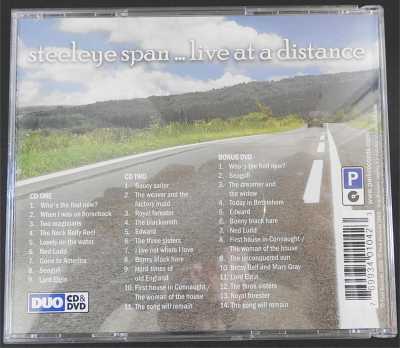 steeleye span ... live at a distance
CD ONE
1. Who's the fool now?
2. When I was on horseback
3. Two magicians
4. The Rock Rolly Reel
5. Lovely on the water
6. Ned Ludd
7. Gone to America
8. Seagull
9. Lord Elgin
CD TWO
1. Saucy sailor
2. The weaver and the
factory maid
3. Royal forester
4. The blacksmith
5. Edward
6. The three sisters
7. I live not where I love
8. Bonny black hare
9. Hard times of
old England
10. First house in Connaught /
The woman of the house
11. The song will remain
BONUS DVD
1. Who's the fool now?
2. Seagull
3. The dreamer and
the widow
4. Today in Bethlehem
5. Edward
6. Bonny black hare
7. Ned Ludd
8. First house in Connaught /
The woman of the house
9. The unconquered sun
10. Betsy Bell and Mary Gray
11. Lord Elgin
12. The three sisters
13. Royal forester
14. The song will remain
P
DUO CD& DVD